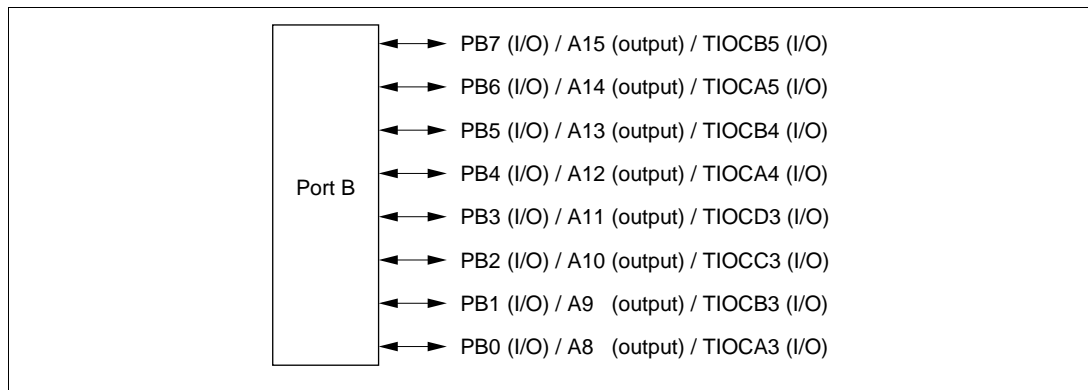 Port B
PB7 (I/O) / A15 (output) / TIOCB5 (I/O)
PB6 (I/O) / A14 (output) / TIOCA5 (I/O)
PB5 (I/O) / A13 (output) / TIOCB4 (I/O)
PB4 (I/O) / A12 (output) / TIOCA4 (I/O)
PB3 (I/O) / A11 (output) / TIOCD3 (I/O)
PB2 (I/O) / A10 (output) / TIOCC3 (I/O)
PB1 (I/O) / A9 (output) / TIOCB3 (I/O)
PB0 (I/O) / A8 (output) / TIOCA3 (I/O)